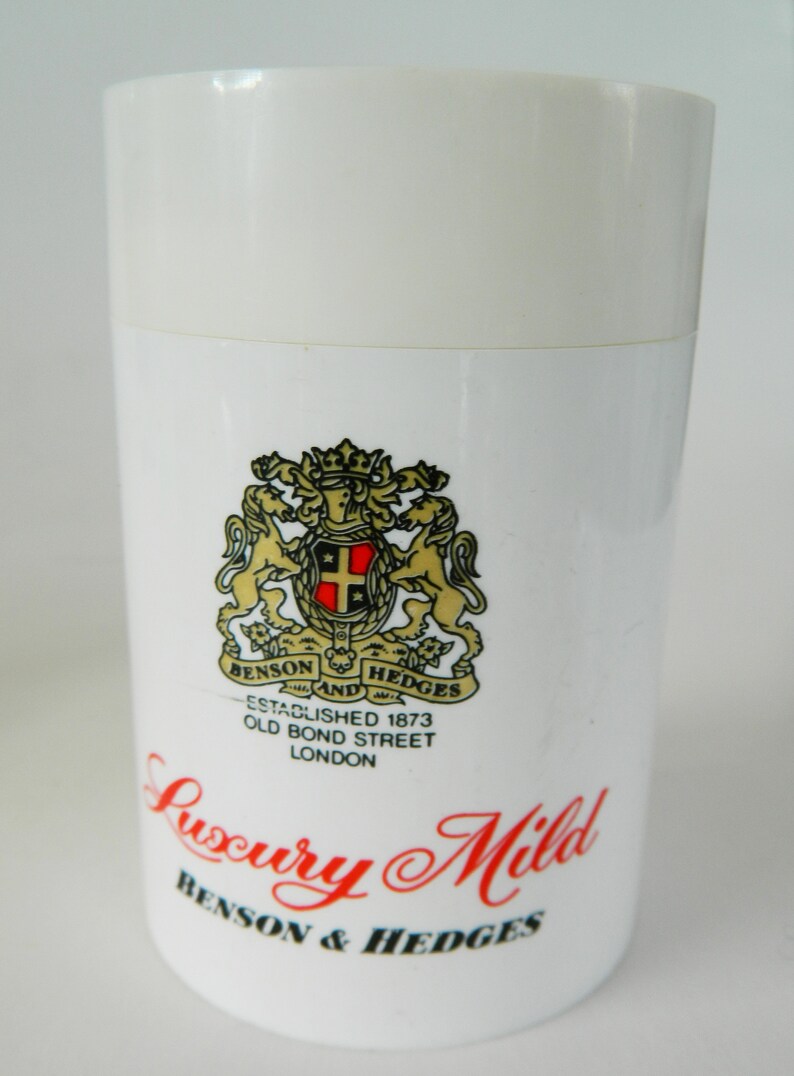 BENSON AND HEDGES
ESTABLISHED 1873
OLD BOND STREET
LONDON
Luxury Mild
BENSON & HEDGES